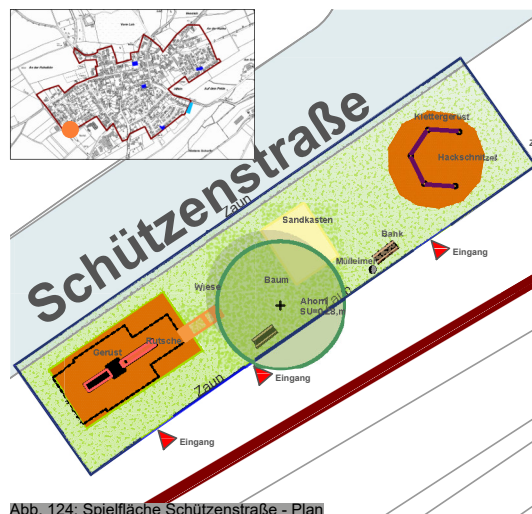 Schützenstraße
Klettergerüst
Hackschnitzel
Zaun
Sandkasten
Bank
Eingang
Mülleimer
Wiese
Baum
Zaun
Ahorn
Rutsche
Gerüst
Eingang
Zaun
Eingang
Abb. 124: Spielfläche Schützenstraße - Plan